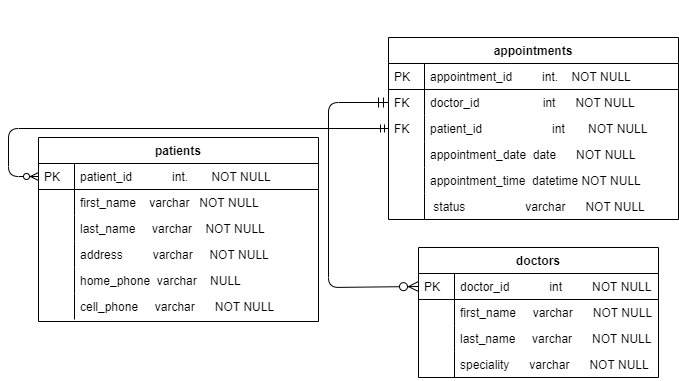 appointments
PK appointment_id int. NOT NULL
FK doctor_id int NOT NULL
FK patient_id int NOT NULL
appointment_date date NOT NULL
appointment_time datetime NOT NULL
status varchar NOT NULL
patients
PK patient_id int. NOT NULL
first_name varchar NOT NULL
last_name varchar NOT NULL
address varchar NOT NULL
home_phone varchar NULL
cell_phone varchar NOT NULL
doctors
PK doctor_id int NOT NULL
first_name varchar NOT NULL
last_name varchar NOT NULL
speciality varchar NOT NULL